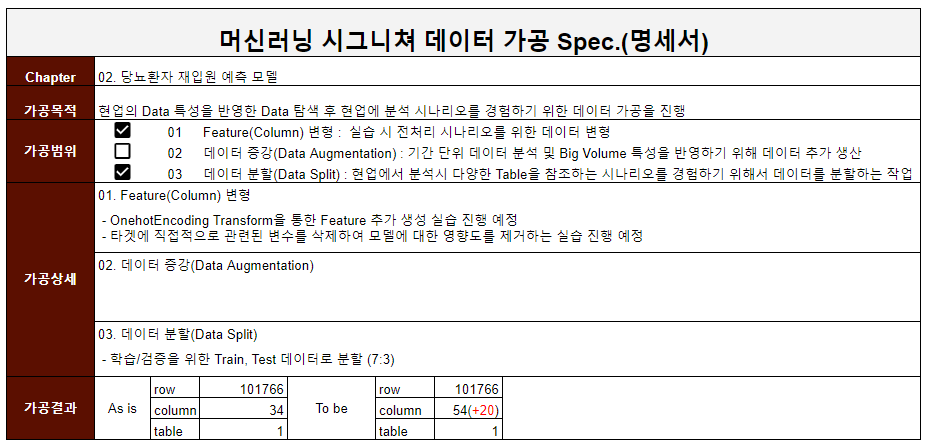 머신러닝 시그니쳐 데이터 가공 Spec.(명세서)
Chapter 02. 당뇨환자 재입원 예측 모델
가공목적 현업의 Data 특성을 반영한 Data 탐색 후 현업에 분석 시나리오를 경험하기 위한 데이터 가공을 진행
가공범위
01 Feature(Column) 변형 : 실습 시 전처리 시나리오를 위한 데이터 변형
02 데이터 증강(Data Augmentation) : 기간 단위 데이터 분석 및 Big Volume 특성을 반영하기 위해 데이터 추가 생산
03 데이터 분할(Data Split) : 현업에서 분석시 다양한 Table을 참조하는 시나리오를 경험하기 위해서 데이터를 분할하는 작업
가공상세
01. Feature(Column) 변형
- OnehotEncoding Transform을 통한 Feature 추가 생성 실습 진행 예정
- 타겟에 직접적으로 관련된 변수를 삭제하여 모델에 대한 영향도를 제거하는 실습 진행 예정
02. 데이터 증강(Data Augmentation)
03. 데이터 분할(Data Split)
- 학습/검증을 위한 Train, Test 데이터로 분할 (7:3)
가공결과
As is
row 101766
column 34
table 1
To be
row 101766
column 54(+20)
table 1